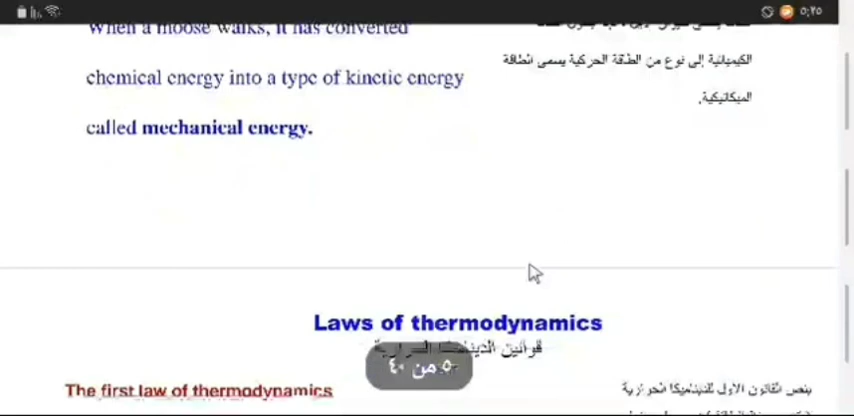 ٥:٢٥
When a moose walks, it has converted
chemical energy into a type of kinetic energy
called mechanical energy.
الكيميائية إلى نوع من الطاقة الحركية يسمى الطاقة
الميكانيكية.
Laws of thermodynamics
قوانين الديناميكا الحرارية
٥ من ٤٠
The first law of thermodynamics
ينص القانون الأول للديناميكا الحرارية